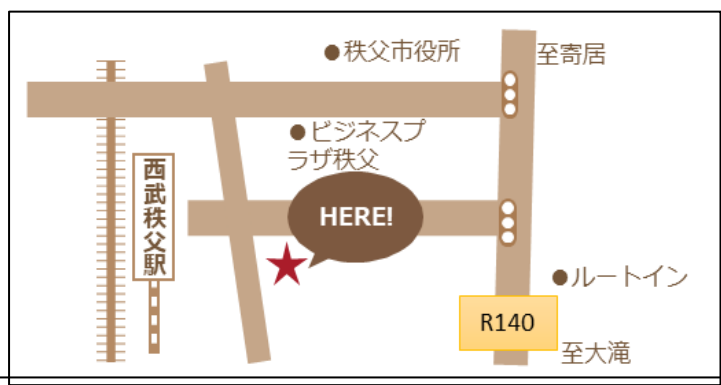 ●秩父市役所
至寄居
●ビジネスプ
ラザ秩父
西武秩父駅
HERE!
●ルートイン
R140
至大滝